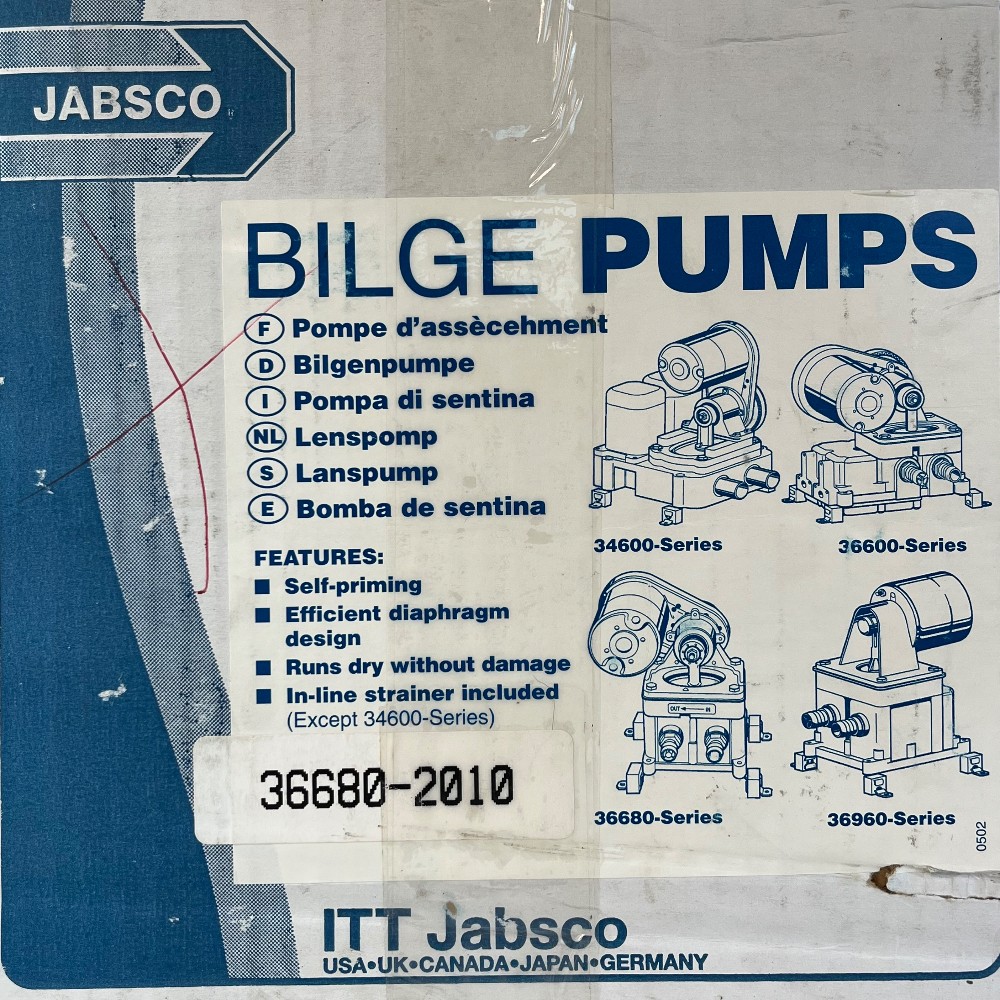 JABSCO
BILGE PUMPS
F Pompe d'assècehment
D Bilgenpumpe
I Pompa di sentina
NL Lenspomp
S Lanspump
E Bomba de sentina
FEATURES:
■ Self-priming
■ Efficient diaphragm
design
■ Runs dry without damage
■ In-line strainer included
(Except 34600-Series)
34600-Series
36600-Series
OUT IN
36680-Series
36960-Series
36680-2010
0502
ITT Jabsco
USA•UK•CANADA•JAPAN•GERMANY